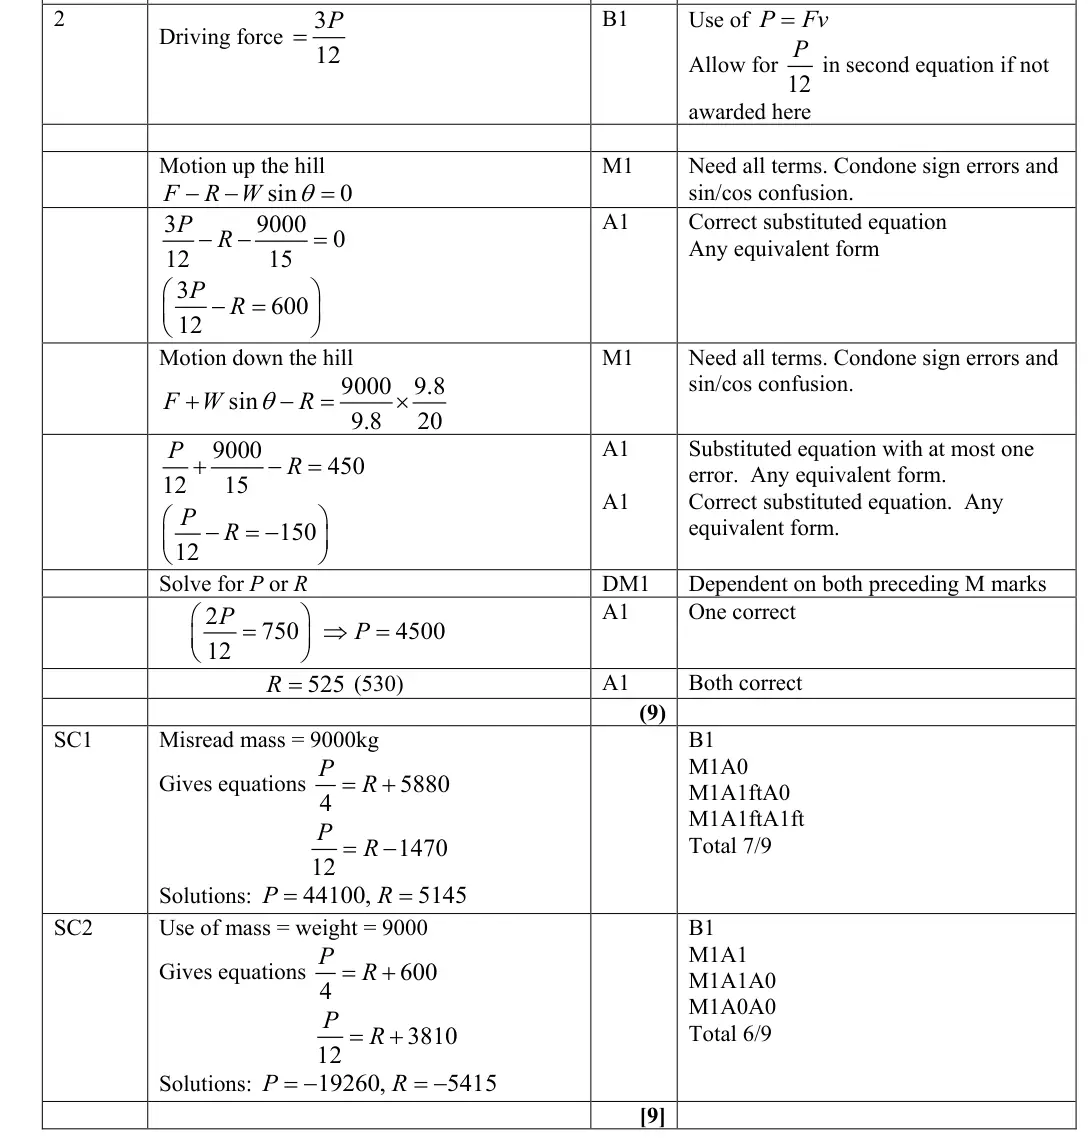 2 Driving force = 3P/12 B1 Use of P = Fv
Allow for P/12 in second equation if not
awarded here
Motion up the hill M1 Need all terms. Condone sign errors and
F − R − W sin θ = 0 sin/cos confusion.
3P/12 − R − 9000/15 = 0 A1 Correct substituted equation
Any equivalent form
(3P/12 − R = 600)
Motion down the hill M1 Need all terms. Condone sign errors and
sin/cos confusion.
F + W sin θ − R = 9000/9.8 × 9.8/20
P/12 + 9000/15 − R = 450 A1 Substituted equation with at most one
error. Any equivalent form.
A1 Correct substituted equation. Any
equivalent form.
(P/12 − R = −150)
Solve for P or R DM1 Dependent on both preceding M marks
(2P/12 = 750) ⇒ P = 4500 A1 One correct
R = 525 (530) A1 Both correct
(9)
SC1 Misread mass = 9000kg B1
Gives equations P/4 = R + 5880 M1A0
M1A1ftA0
P/12 = R − 1470 M1A1ftA1ft
Total 7/9
Solutions: P = 44100, R = 5145
SC2 Use of mass = weight = 9000 B1
Gives equations P/4 = R + 600 M1A1
M1A1A0
P/12 = R + 3810 M1A0A0
Total 6/9
Solutions: P = −19260, R = −5415
[9]